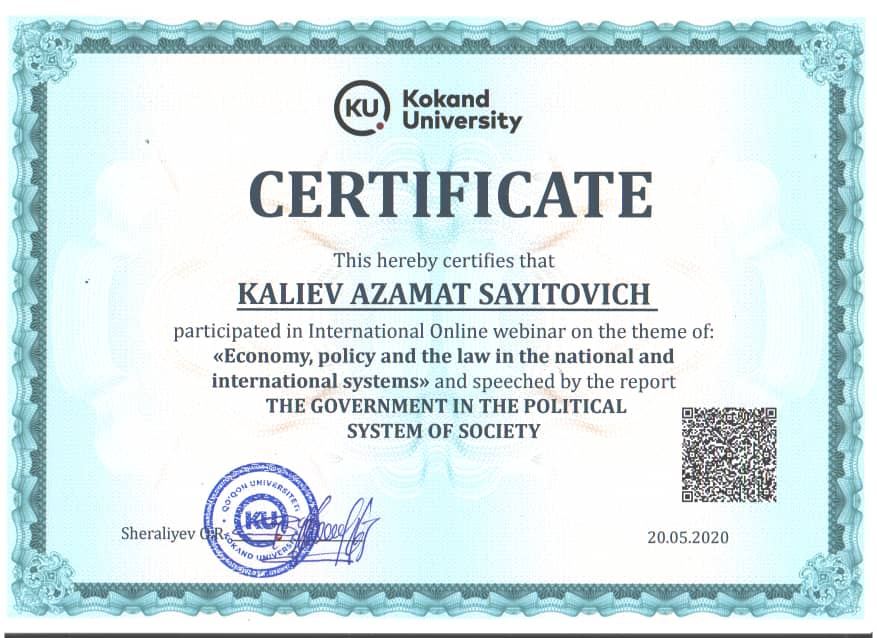 KU
Kokand
University
CERTIFICATE
This hereby certifies that
KALIEV AZAMAT SAYITOVICH
participated in International Online webinar on the theme of:
«Economy, policy and the law in the national and
international systems» and speeched by the report
THE GOVERNMENT IN THE POLITICAL
SYSTEM OF SOCIETY
Sheraliyev O.R.
QO'QON UNIVERSITETI
KU
KOKAND UNIVERSITY
20.05.2020